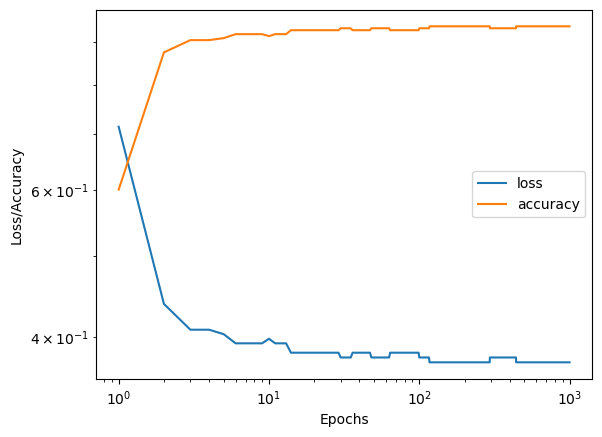 Loss/Accuracy
6 × 10⁻¹
4 × 10⁻¹
loss
accuracy
10⁰
10¹
10²
10³
Epochs